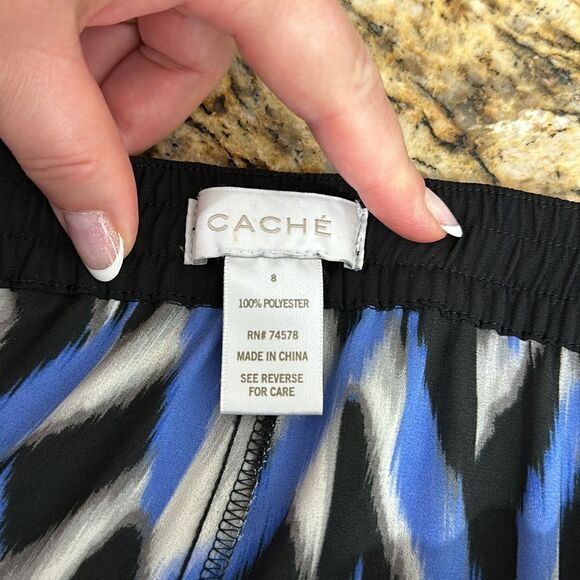 CACHÉ
8
100% POLYESTER
RN# 74578
MADE IN CHINA
SEE REVERSE
FOR CARE